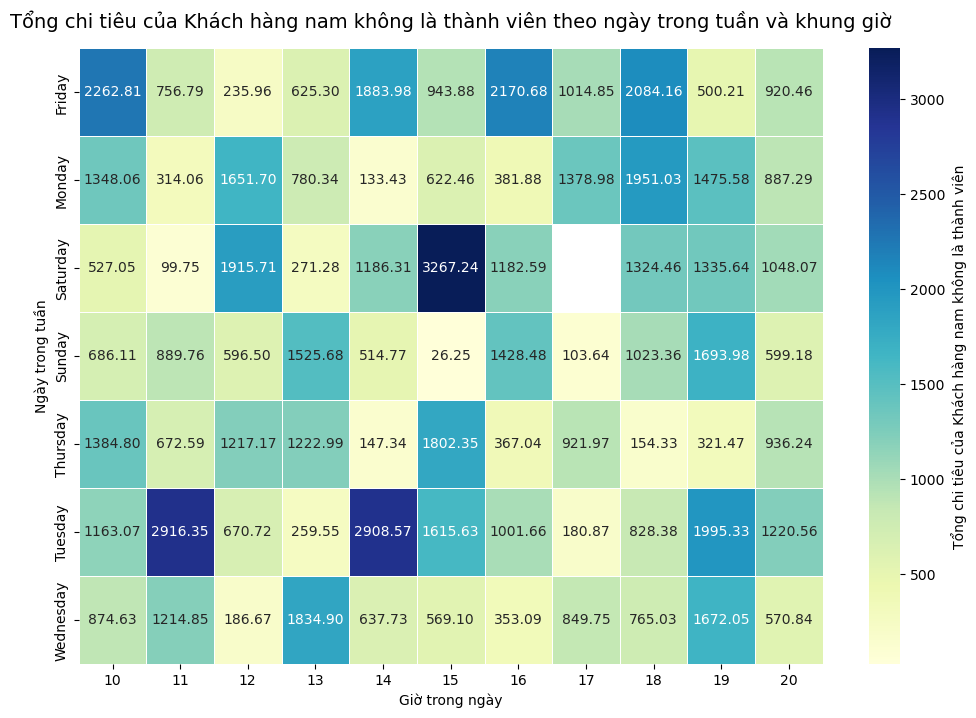 Tổng chi tiêu của Khách hàng nam không là thành viên theo ngày trong tuần và khung giờ
Ngày trong tuần
Friday 2262.81 756.79 235.96 625.30 1883.98 943.88 2170.68 1014.85 2084.16 500.21 920.46
Monday 1348.06 314.06 1651.70 780.34 133.43 622.46 381.88 1378.98 1951.03 1475.58 887.29
Saturday 527.05 99.75 1915.71 271.28 1186.31 3267.24 1182.59 1324.46 1335.64 1048.07
Sunday 686.11 889.76 596.50 1525.68 514.77 26.25 1428.48 103.64 1023.36 1693.98 599.18
Thursday 1384.80 672.59 1217.17 1222.99 147.34 1802.35 367.04 921.97 154.33 321.47 936.24
Tuesday 1163.07 2916.35 670.72 259.55 2908.57 1615.63 1001.66 180.87 828.38 1995.33 1220.56
Wednesday 874.63 1214.85 186.67 1834.90 637.73 569.10 353.09 849.75 765.03 1672.05 570.84
10 11 12 13 14 15 16 17 18 19 20
Giờ trong ngày
3000
2500
2000
1500
1000
500
Tổng chi tiêu của Khách hàng nam không là thành viên